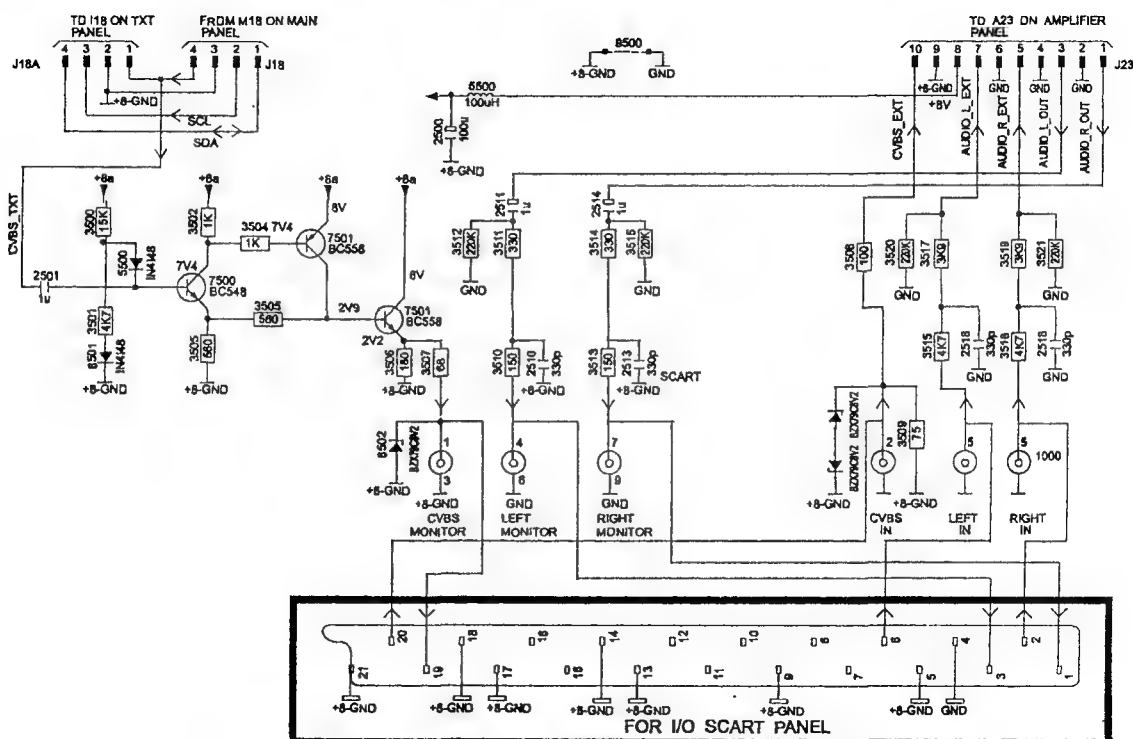 TO I18 ON TXT PANEL
FROM M18 ON MAIN PANEL
4 3 2 1
4 3 2 1
J18A
J18
+8-GND
SCL
SDA
8500
+8-GND
GND
5500
100uH
2500
100u
+8-GND
TO A23 ON AMPLIFIER PANEL
10 9 8 7 6 5 4 3 2 1
J23
+8-GND
+8V
GND
GND
GND
CVBS_EXT
AUDIO_L_EXT
AUDIO_R_EXT
AUDIO_L_OUT
AUDIO_R_OUT
CVBS_TXT
+8a
+8a
+8a
+8a
3500
15K
3502
1K
3504
7V4
1K
8V
7501
BC558
8V
5500
IN4148
2501
1u
7V4
7500
BC548
3501
4K7
6501
IN4148
+8-GND
3505
560
3505
560
+8-GND
2V9
2V2
7501
BC558
3506
180
3507
68
+8-GND
2511
1u
3512
220K
3511
330
GND
2514
1u
3514
330
3516
220K
GND
3510
150
2510
330p
+8-GND
3513
150
2513
330p
+8-GND
SCART
3508
100
3520
220K
3517
3K9
GND
3519
3K9
3521
220K
GND
3515
4K7
2518
330p
GND
3518
4K7
2518
330p
GND
6502
BZX79C8V2
+8-GND
1
3
+8-GND
CVBS MONITOR
4
6
GND
LEFT MONITOR
7
9
GND
RIGHT MONITOR
BZX79C8V2
BZX79C8V2
+8-GND
2
3509
75
+8-GND
CVBS IN
5
LEFT IN
5
1000
RIGHT IN
20 18 16 14 12 10 8 6 4 2
21 19 17 15 13 11 9 7 5 3 1
+8-GND
+8-GND
+8-GND
+8-GND
+8-GND
+8-GND
+8-GND
GND
FOR I/O SCART PANEL